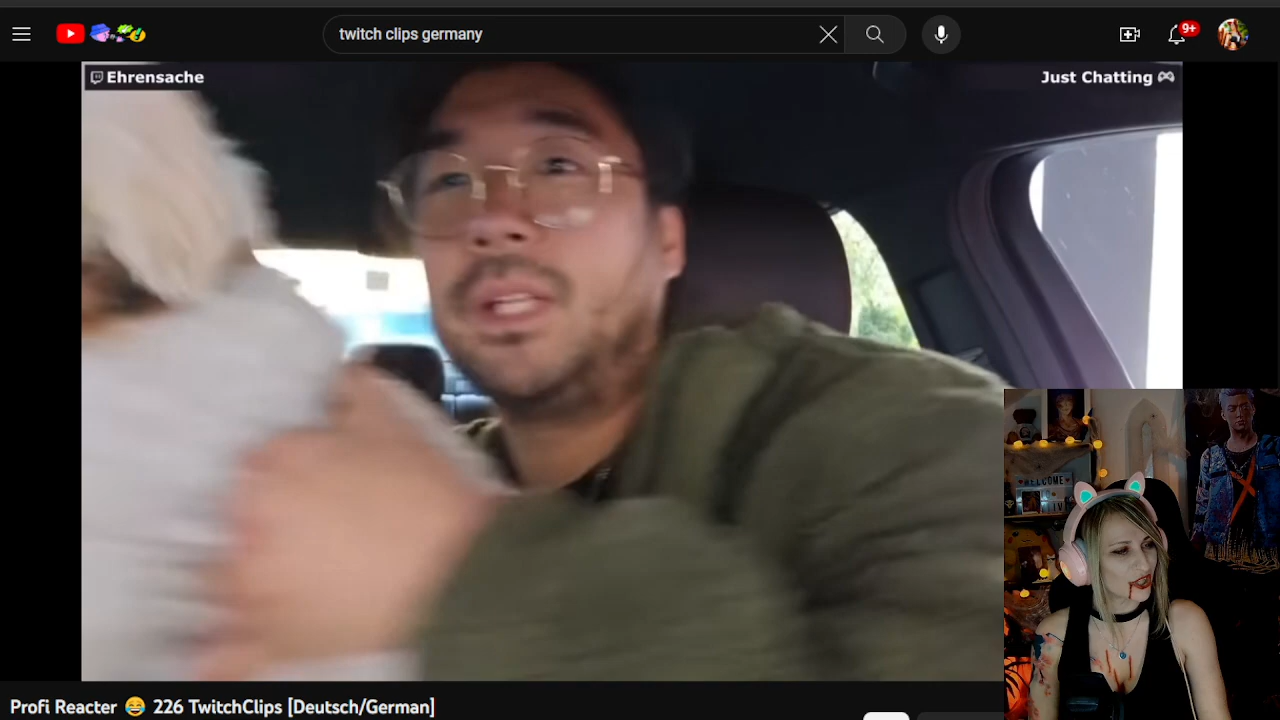 twitch clips germany
9+
Ehrensache
Just Chatting
WELCOME
Profi Reacter 😂 226 TwitchClips [Deutsch/German]